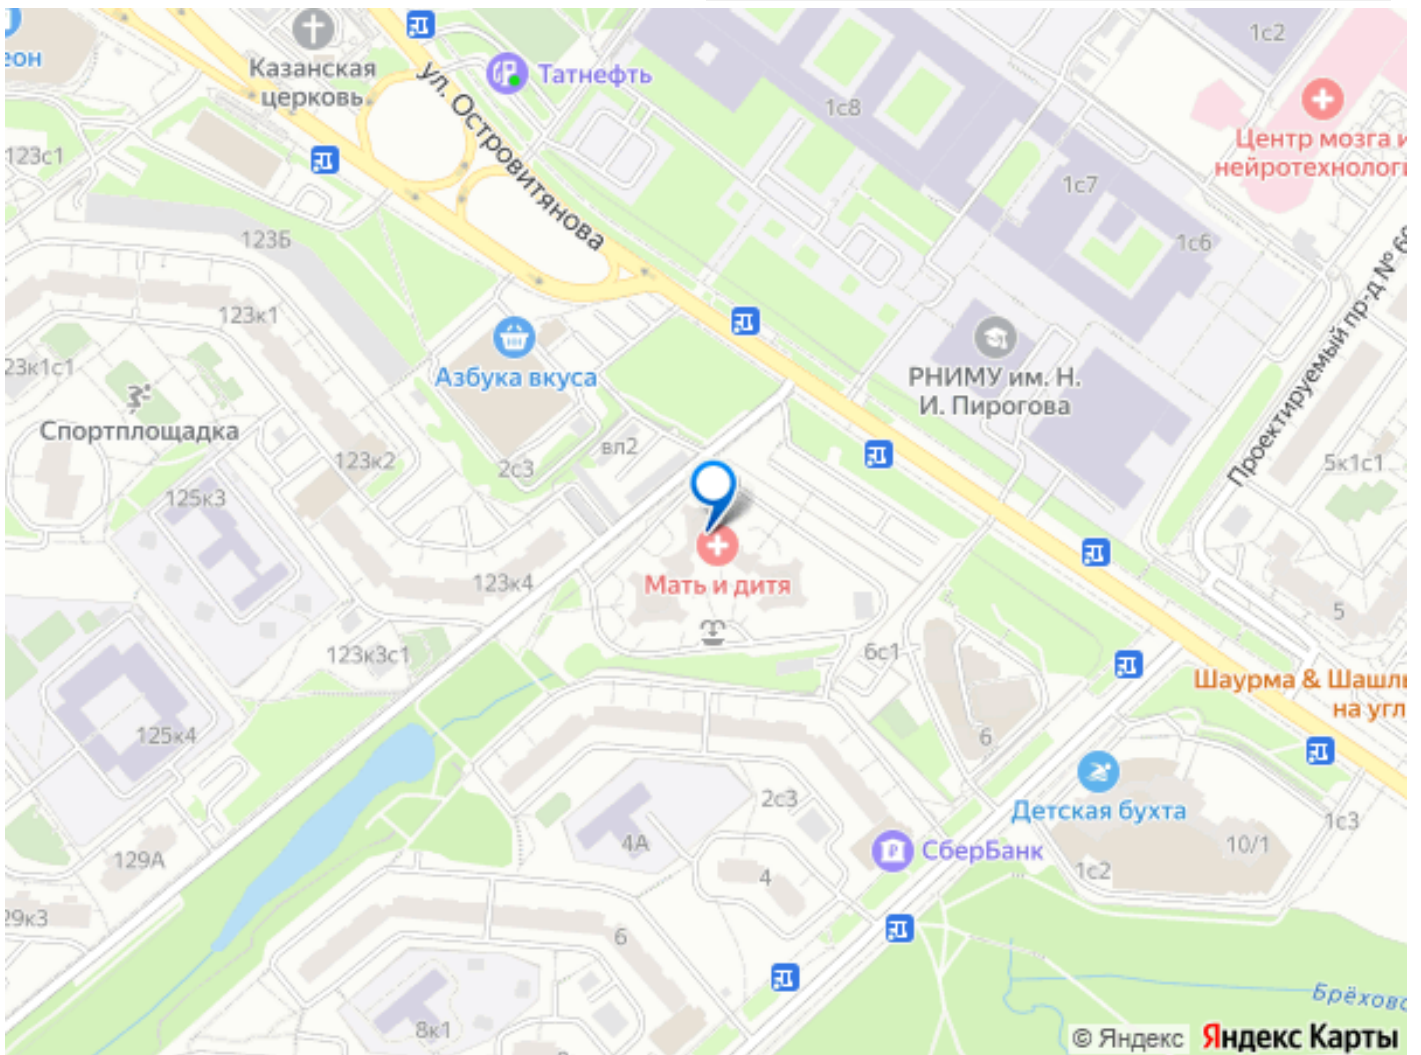 еон
Казанская
церковь
Татнефть
ул. Островитянова
1с2
1с8
Центр мозга и
нейротехнологи
123с1
1с7
1с6
123Б
Проектируемый пр-д № 66
123к1
23к1с1
Азбука вкуса
РНИМУ им. Н.
И. Пирогова
Спортплощадка
вл2
123к2
2с3
5к1с1
125к3
123к4
Мать и дитя
5
123к3с1
6с1
Шаурма & Шашлы
на угл
125к4
6
Детская бухта
2с3
1с3
4А
СберБанк
10/1
129А
4
1с2
29к3
6
Брёхово
8к1
© Яндекс
Яндекс Карты